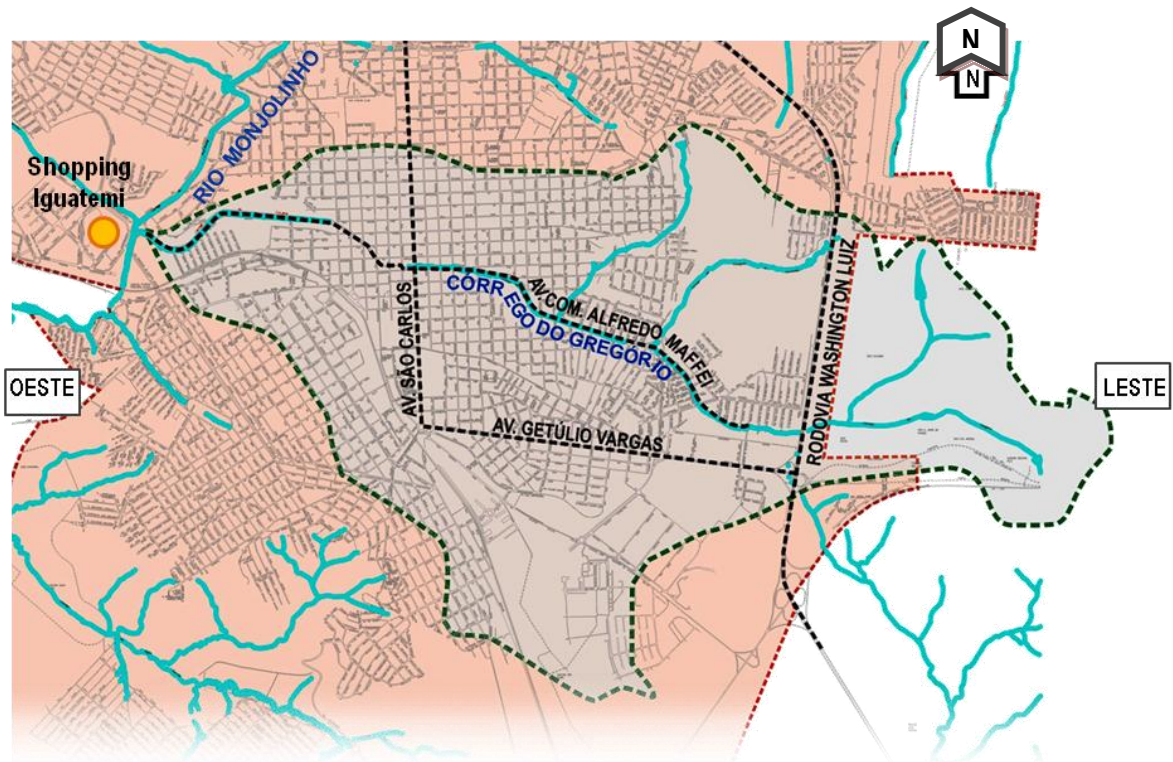 N
N
RIO MONJOLINHO
Shopping
Iguatemi
CÓRREGO DO GREGÓRIO
AV. COM. ALFREDO MAFFEI
RODOVIA WASHINGTON LUIZ
AV. SÃO CARLOS
OESTE
LESTE
AV. GETÚLIO VARGAS